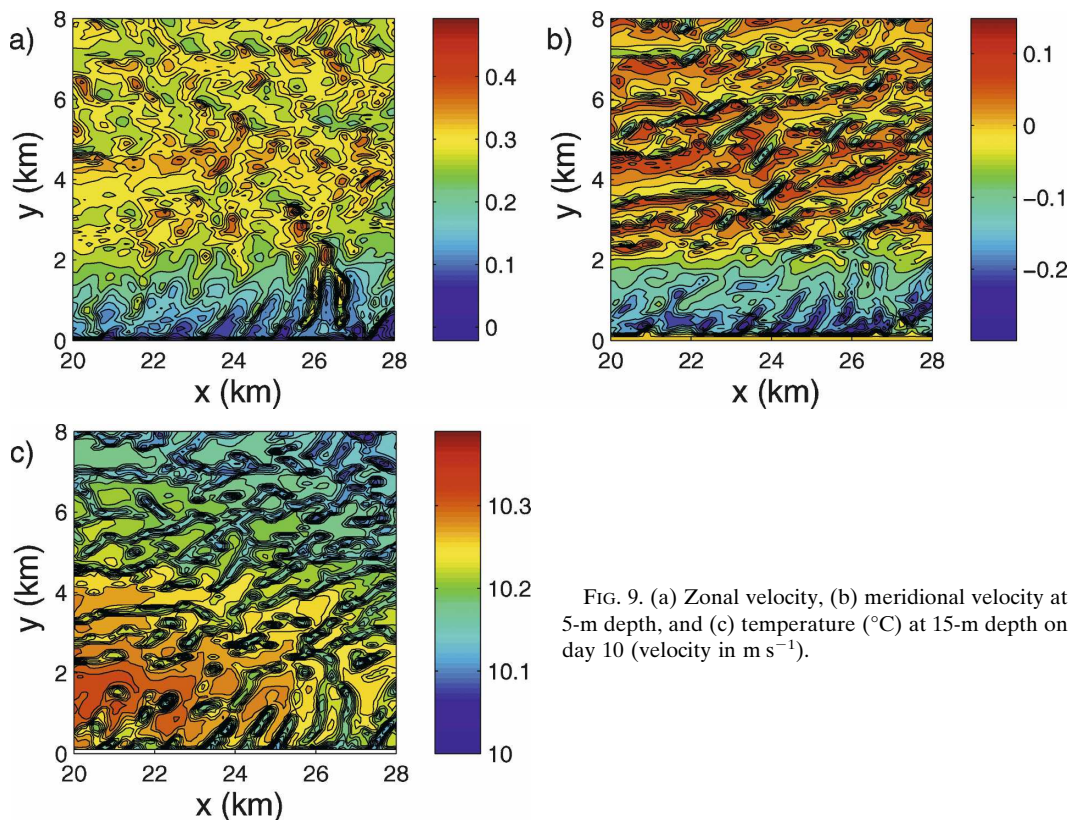 a)
8
6
4
2
0
y (km)
20 22 24 26 28
x (km)
0.4
0.3
0.2
0.1
0
b)
8
6
4
2
0
y (km)
20 22 24 26 28
x (km)
0.1
0
−0.1
−0.2
c)
8
6
4
2
0
y (km)
20 22 24 26 28
x (km)
10.3
10.2
10.1
10
FIG. 9. (a) Zonal velocity, (b) meridional velocity at
5-m depth, and (c) temperature (°C) at 15-m depth on
day 10 (velocity in m s⁻¹).